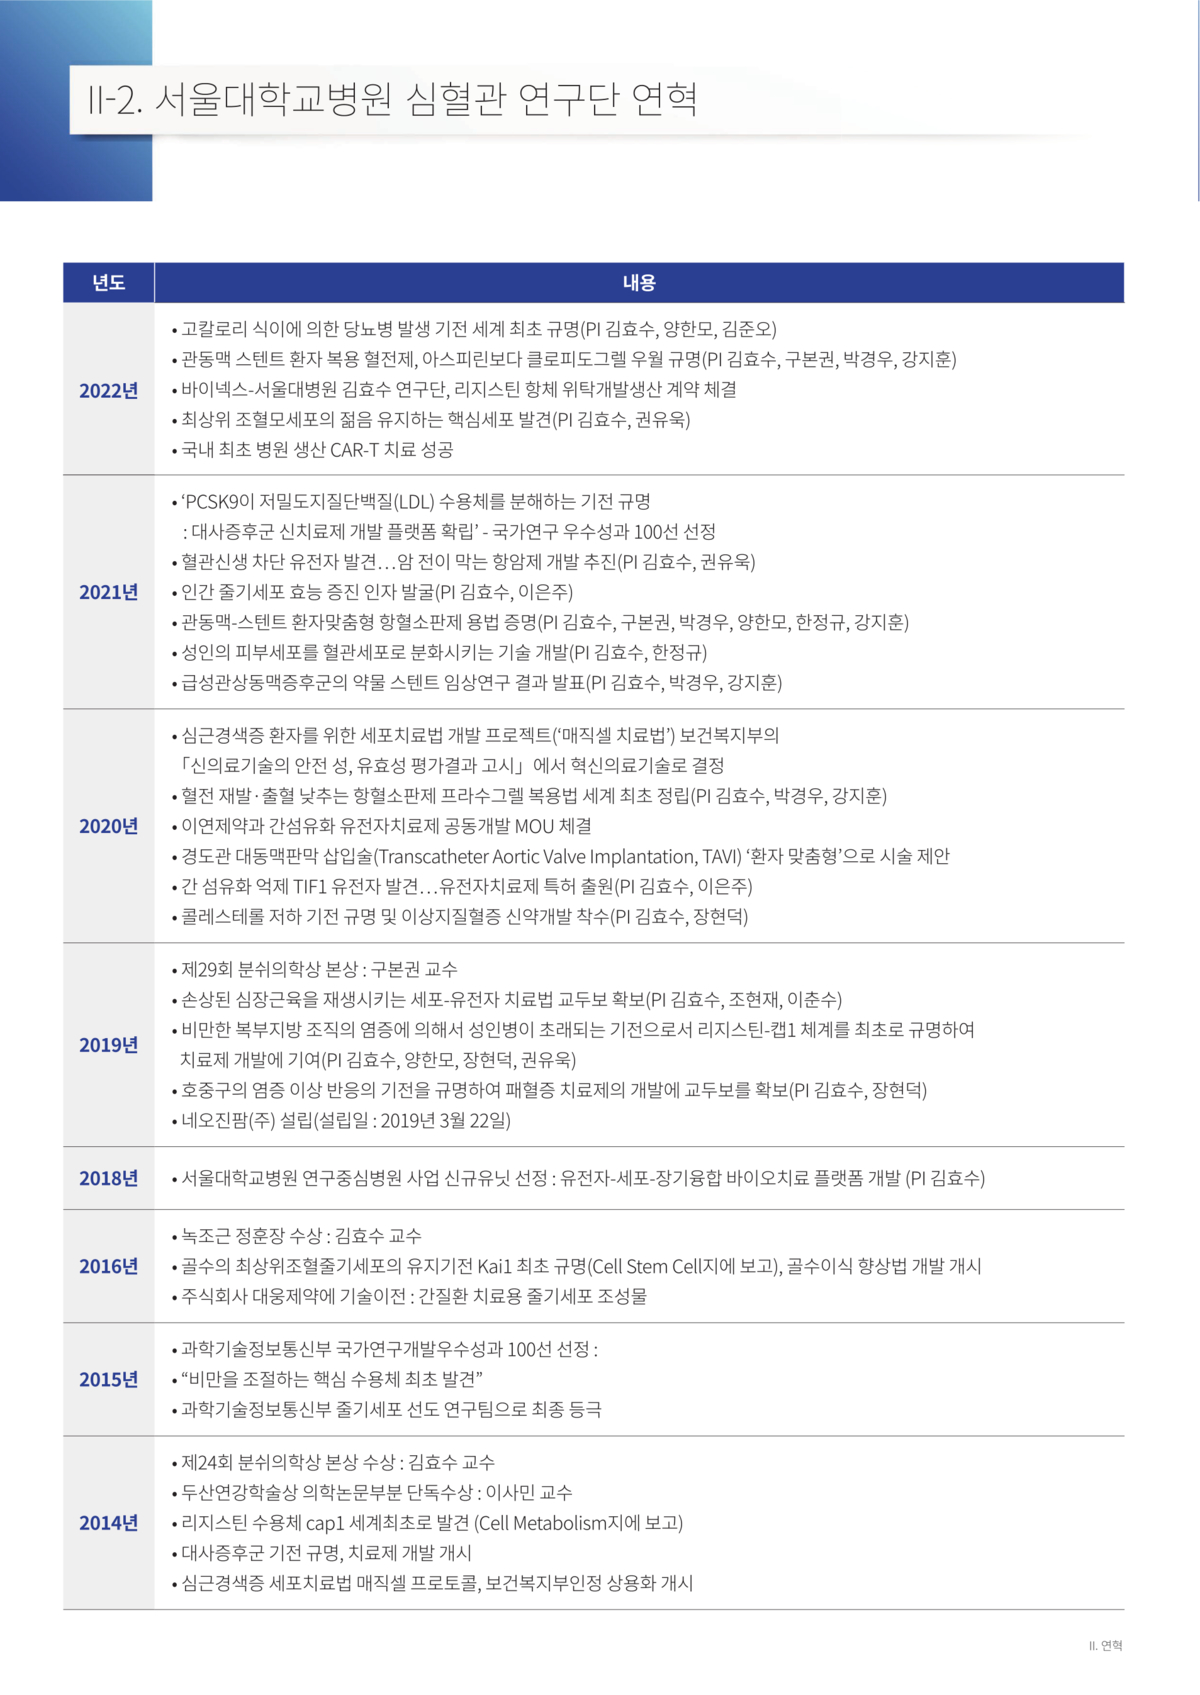 II-2. 서울대학교병원 심혈관 연구단 연혁
년도 내용
2022년
• 고칼로리 식이에 의한 당뇨병 발생 기전 세계 최초 규명(PI 김효수, 양한모, 김준오)
• 관동맥 스텐트 환자 복용 혈전제, 아스피린보다 클로피도그렐 우월 규명(PI 김효수, 구본권, 박경우, 강지훈)
• 바이넥스-서울대병원 김효수 연구단, 리지스틴 항체 위탁개발생산 계약 체결
• 최상위 조혈모세포의 젊음 유지하는 핵심세포 발견(PI 김효수, 권유욱)
• 국내 최초 병원 생산 CAR-T 치료 성공
2021년
• ‘PCSK9이 저밀도지질단백질(LDL) 수용체를 분해하는 기전 규명
: 대사증후군 신치료제 개발 플랫폼 확립’ - 국가연구 우수성과 100선 선정
• 혈관신생 차단 유전자 발견…암 전이 막는 항암제 개발 추진(PI 김효수, 권유욱)
• 인간 줄기세포 효능 증진 인자 발굴(PI 김효수, 이은주)
• 관동맥-스텐트 환자맞춤형 항혈소판제 용법 증명(PI 김효수, 구본권, 박경우, 양한모, 한정규, 강지훈)
• 성인의 피부세포를 혈관세포로 분화시키는 기술 개발(PI 김효수, 한정규)
• 급성관상동맥증후군의 약물 스텐트 임상연구 결과 발표(PI 김효수, 박경우, 강지훈)
2020년
• 심근경색증 환자를 위한 세포치료법 개발 프로젝트(‘매직셀 치료법’) 보건복지부의
「신의료기술의 안전 성, 유효성 평가결과 고시」에서 혁신의료기술로 결정
• 혈전 재발·출혈 낮추는 항혈소판제 프라수그렐 복용법 세계 최초 정립(PI 김효수, 박경우, 강지훈)
• 이연제약과 간섬유화 유전자치료제 공동개발 MOU 체결
• 경도관 대동맥판막 삽입술(Transcatheter Aortic Valve Implantation, TAVI) ‘환자 맞춤형’으로 시술 제안
• 간 섬유화 억제 TIF1 유전자 발견…유전자치료제 특허 출원(PI 김효수, 이은주)
• 콜레스테롤 저하 기전 규명 및 이상지질혈증 신약개발 착수(PI 김효수, 장현덕)
2019년
• 제29회 분쉬의학상 본상 : 구본권 교수
• 손상된 심장근육을 재생시키는 세포-유전자 치료법 교두보 확보(PI 김효수, 조현재, 이춘수)
• 비만한 복부지방 조직의 염증에 의해서 성인병이 초래되는 기전으로서 리지스틴-캡1 체계를 최초로 규명하여
치료제 개발에 기여(PI 김효수, 양한모, 장현덕, 권유욱)
• 호중구의 염증 이상 반응의 기전을 규명하여 패혈증 치료제의 개발에 교두보를 확보(PI 김효수, 장현덕)
• 네오진팜(주) 설립(설립일 : 2019년 3월 22일)
2018년
• 서울대학교병원 연구중심병원 사업 신규유닛 선정 : 유전자-세포-장기융합 바이오치료 플랫폼 개발 (PI 김효수)
2016년
• 녹조근 정훈장 수상 : 김효수 교수
• 골수의 최상위조혈줄기세포의 유지기전 Kai1 최초 규명(Cell Stem Cell지에 보고), 골수이식 향상법 개발 개시
• 주식회사 대웅제약에 기술이전 : 간질환 치료용 줄기세포 조성물
2015년
• 과학기술정보통신부 국가연구개발우수성과 100선 선정 :
• “비만을 조절하는 핵심 수용체 최초 발견”
• 과학기술정보통신부 줄기세포 선도 연구팀으로 최종 등극
2014년
• 제24회 분쉬의학상 본상 수상 : 김효수 교수
• 두산연강학술상 의학논문부분 단독수상 : 이사민 교수
• 리지스틴 수용체 cap1 세계최초로 발견 (Cell Metabolism지에 보고)
• 대사증후군 기전 규명, 치료제 개발 개시
• 심근경색증 세포치료법 매직셀 프로토콜, 보건복지부인정 상용화 개시
II. 연혁